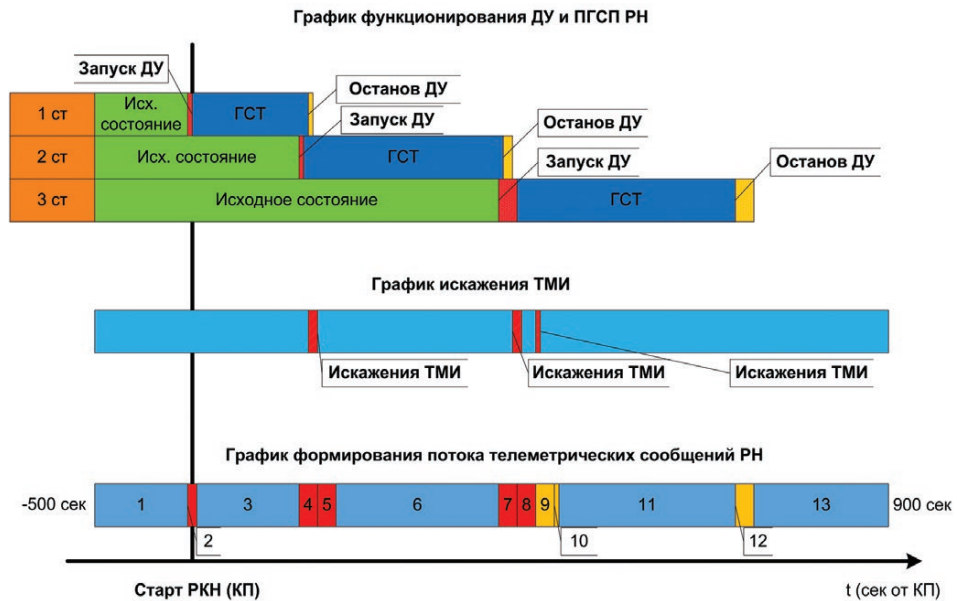 График функционирования ДУ и ПГСП РН
Запуск ДУ
Останов ДУ
1 ст
Исх. состояние
ГСТ
Запуск ДУ
Останов ДУ
2 ст
Исх. состояние
ГСТ
Запуск ДУ
Останов ДУ
3 ст
Исходное состояние
ГСТ
График искажения ТМИ
Искажения ТМИ
Искажения ТМИ
Искажения ТМИ
График формирования потока телеметрических сообщений РН
-500 сек
1
3
4
5
6
7
8
9
11
13
900 сек
2
10
12
Старт РКН (КП)
t (сек от КП)